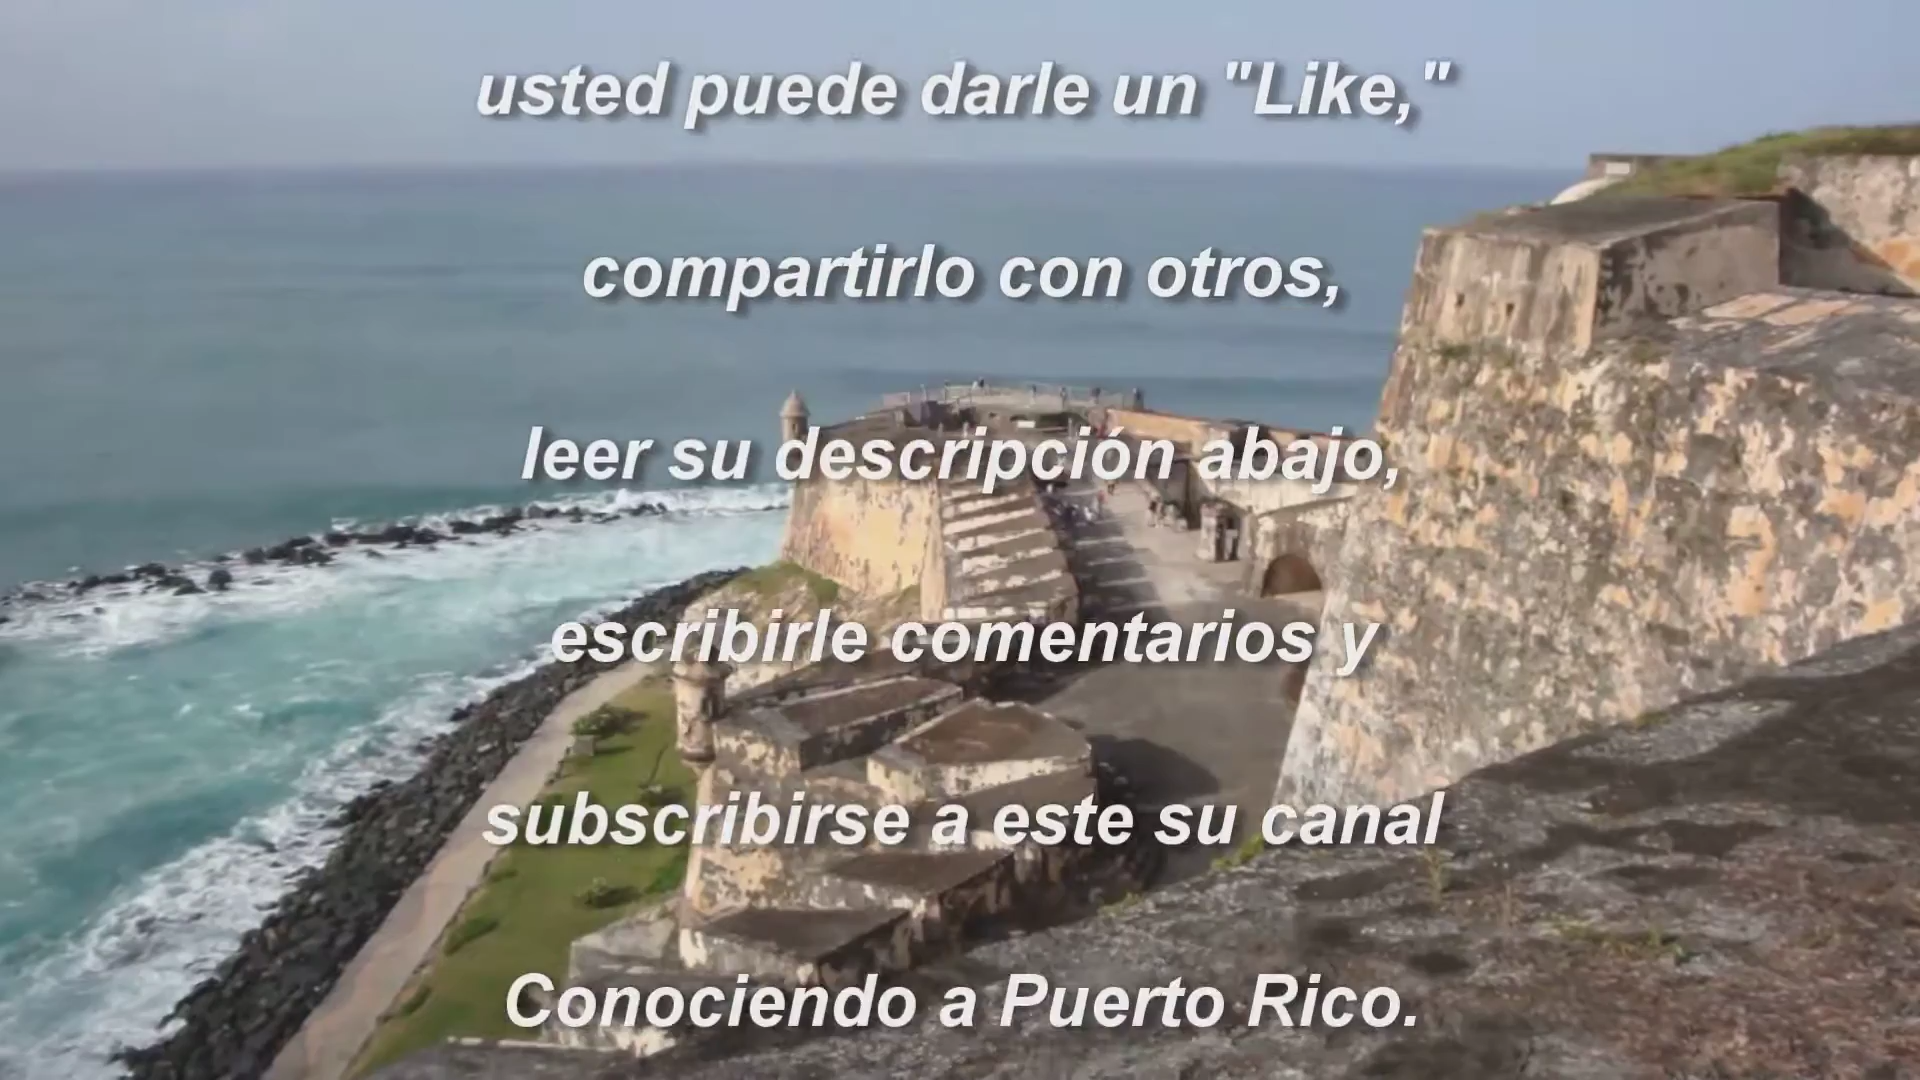 usted puede darle un "Like,"
compartirlo con otros,
leer su descripción abajo,
escribirle comentarios y
subscribirse a este su canal
Conociendo a Puerto Rico.